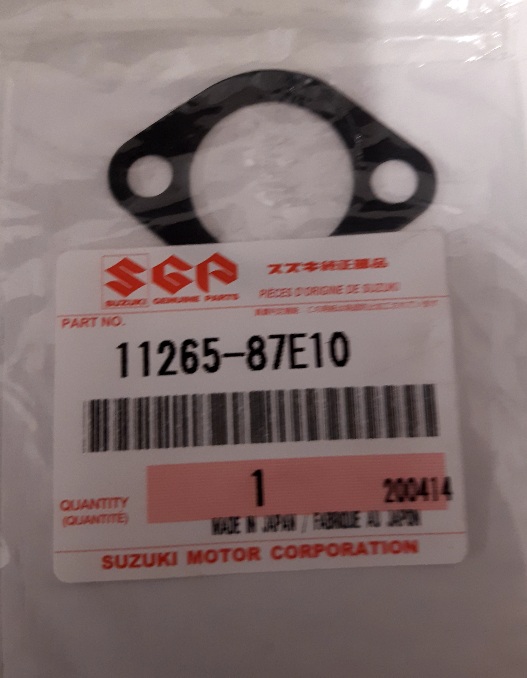 SGP
スズキ純正部品
SUZUKI GENUINE PARTS
PIECES D'ORIGINE DE SUZUKI
PART NO.
11265-87E10
1
200414
QUANTITY
(QUANTITÉ)
MADE IN JAPAN / FABRIQUE AU JAPON
SUZUKI MOTOR CORPORATION